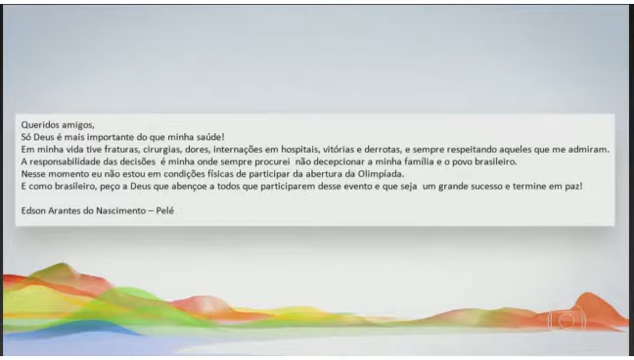 Queridos amigos,
Só Deus é mais importante do que minha saúde!
Em minha vida tive fraturas, cirurgias, dores, internações em hospitais, vitórias e derrotas, e sempre respeitando aqueles que me admiram.
A responsabilidade das decisões é minha onde sempre procurei não decepcionar a minha família e o povo brasileiro.
Nesse momento eu não estou em condições físicas de participar da abertura da Olimpíada.
E como brasileiro, peço a Deus que abençoe a todos que participarem desse evento e que seja um grande sucesso e termine em paz!
Edson Arantes do Nascimento – Pelé